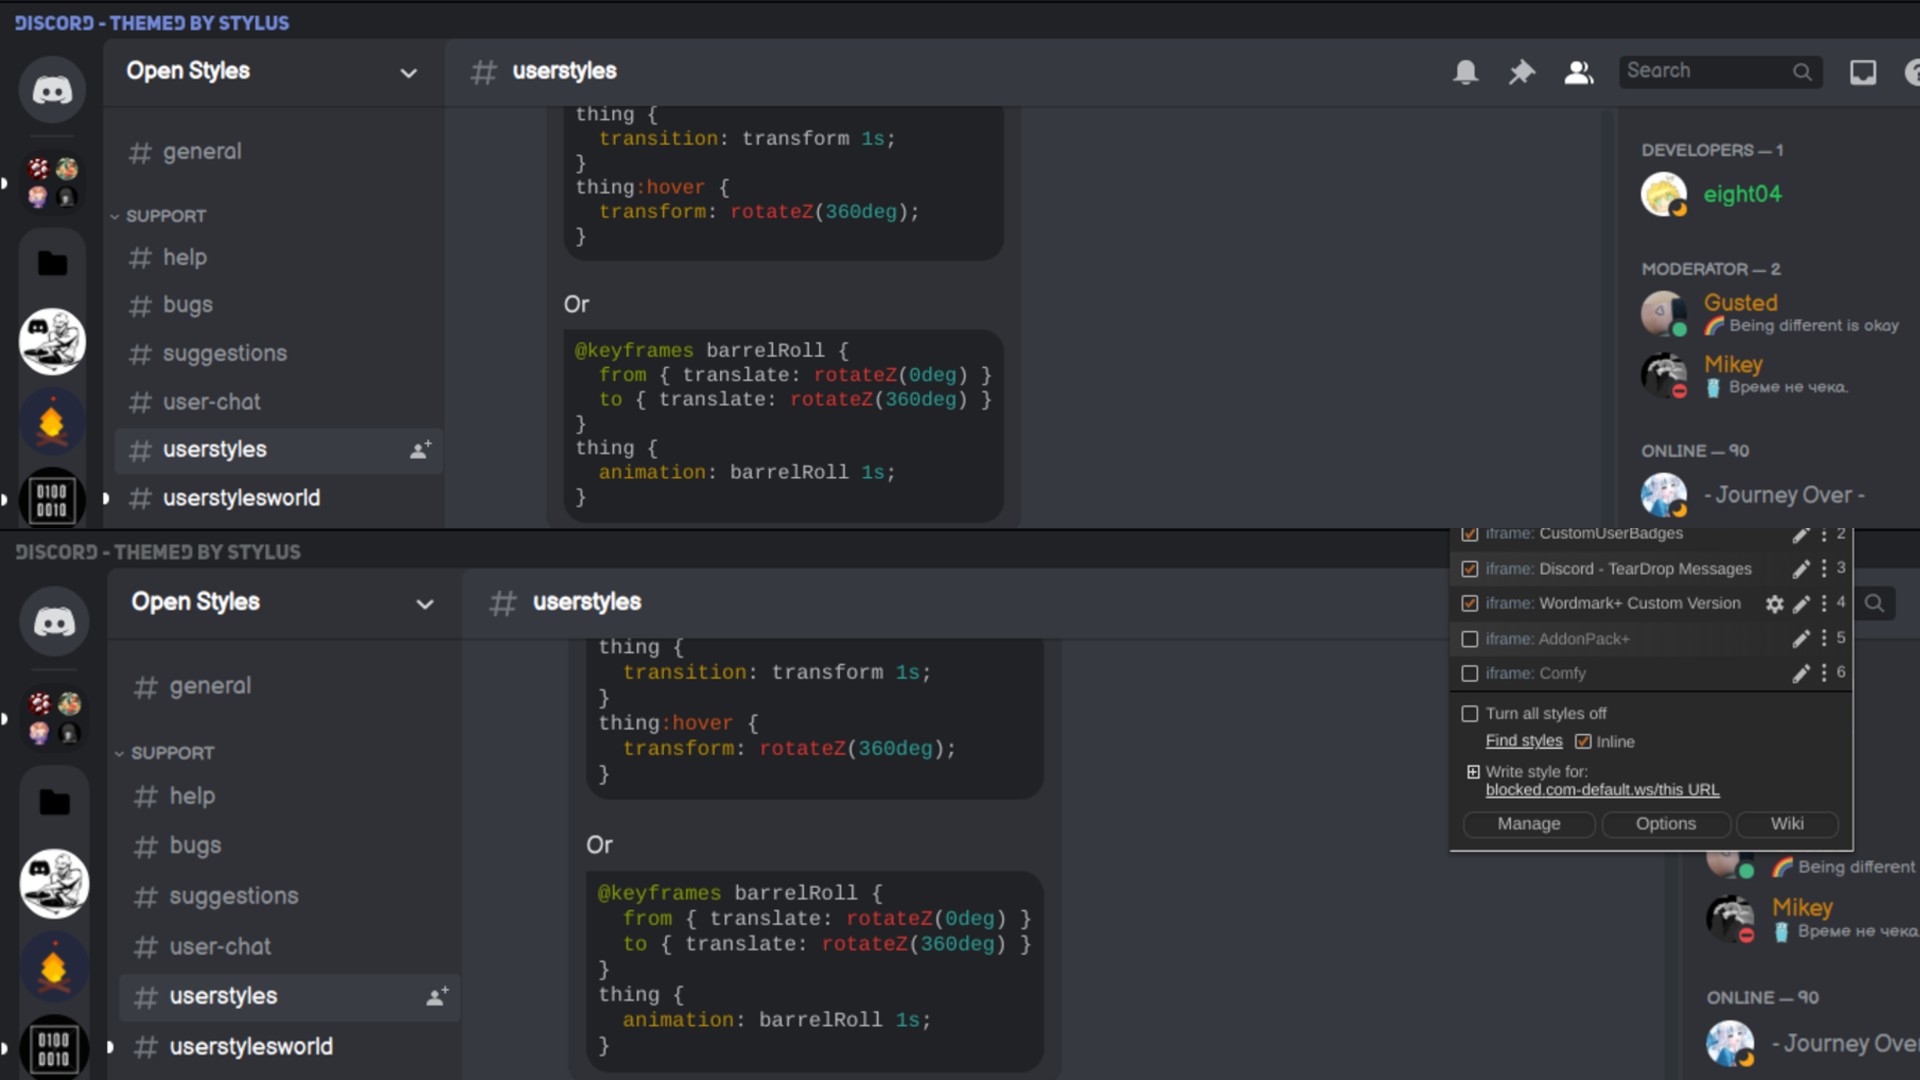 DISCORD - THEMED BY STYLUS
Open Styles
# userstyles
Search
# general
SUPPORT
# help
# bugs
# suggestions
# user-chat
# userstyles
# userstylesworld
0100
0010
thing {
transition: transform 1s;
}
thing:hover {
transform: rotateZ(360deg);
}
Or
@keyframes barrelRoll {
from { translate: rotateZ(0deg) }
to { translate: rotateZ(360deg) }
}
thing {
animation: barrelRoll 1s;
}
DEVELOPERS — 1
eight04
MODERATOR — 2
Gusted
Being different is okay
Mikey
Време не чека.
ONLINE — 90
- Journey Over -
DISCORD - THEMED BY STYLUS
Open Styles
# userstyles
# general
SUPPORT
# help
# bugs
# suggestions
# user-chat
# userstyles
# userstylesworld
0100
0010
thing {
transition: transform 1s;
}
thing:hover {
transform: rotateZ(360deg);
}
Or
@keyframes barrelRoll {
from { translate: rotateZ(0deg) }
to { translate: rotateZ(360deg) }
}
thing {
animation: barrelRoll 1s;
}
iframe: CustomUserBadges 2
iframe: Discord - TearDrop Messages 3
iframe: Wordmark+ Custom Version 4
iframe: AddonPack+ 5
iframe: Comfy 6
Turn all styles off
Find styles Inline
Write style for:
blocked.com-default.ws/this URL
Manage Options Wiki
Being different
Mikey
Време не чека.
ONLINE — 90
- Journey Over